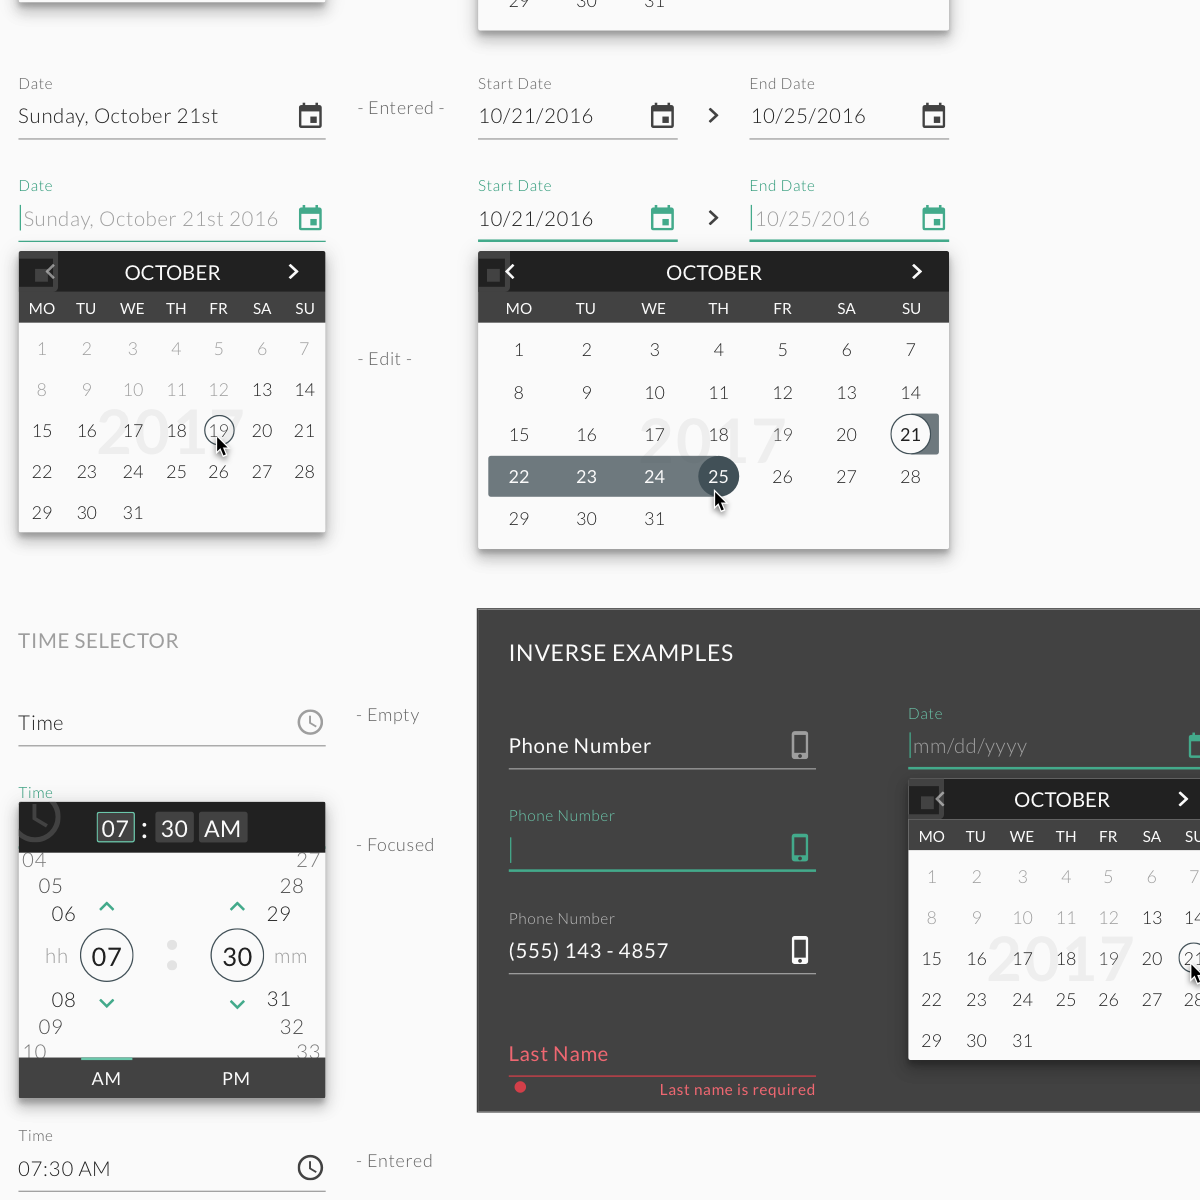 29 30 31
Date
Sunday, October 21st
- Entered -
Start Date
10/21/2016
End Date
10/25/2016
Date
Sunday, October 21st 2016
Start Date
10/21/2016
End Date
10/25/2016
OCTOBER
MO TU WE TH FR SA SU
2017
1 2 3 4 5 6 7
8 9 10 11 12 13 14
15 16 17 18 19 20 21
22 23 24 25 26 27 28
29 30 31
- Edit -
OCTOBER
MO TU WE TH FR SA SU
2017
1 2 3 4 5 6 7
8 9 10 11 12 13 14
15 16 17 18 19 20 21
22 23 24 25 26 27 28
29 30 31
TIME SELECTOR
Time
- Empty
Time
07 : 30 AM
- Focused
04 27
05 28
06 29
hh 07 : 30 mm
08 31
09 32
10 33
AM PM
Time
07:30 AM
- Entered
INVERSE EXAMPLES
Phone Number
Phone Number
Phone Number
(555) 143 - 4857
Last Name
Last name is required
Date
mm/dd/yyyy
OCTOBER
MO TU WE TH FR SA SU
2017
1 2 3 4 5 6 7
8 9 10 11 12 13 14
15 16 17 18 19 20 21
22 23 24 25 26 27 28
29 30 31